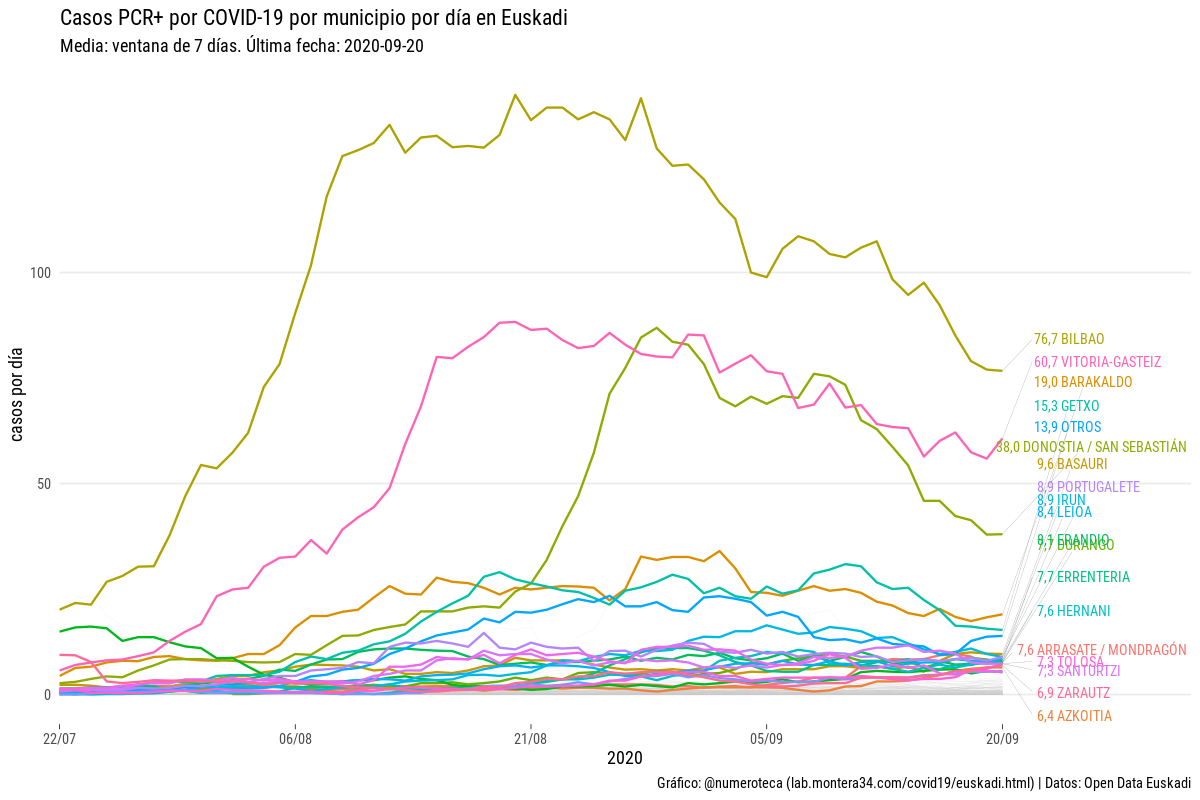 Casos PCR+ por COVID-19 por municipio por día en Euskadi
Media: ventana de 7 días. Última fecha: 2020-09-20
casos por día
100
50
0
76,7 BILBAO
60,7 VITORIA-GASTEIZ
19,0 BARAKALDO
15,3 GETXO
13,9 OTROS
38,0 DONOSTIA / SAN SEBASTIÁN
9,6 BASAURI
8,9 PORTUGALETE
8,9 IRUN
8,4 LEIOA
8,1 ERANDIO
7,7 DURANGO
7,7 ERRENTERIA
7,6 HERNANI
7,6 ARRASATE / MONDRAGÓN
7,3 TOLOSA
7,3 SANTURTZI
6,9 ZARAUTZ
6,4 AZKOITIA
22/07
06/08
21/08
05/09
20/09
2020
Gráfico: @numeroteca (lab.montera34.com/covid19/euskadi.html) | Datos: Open Data Euskadi